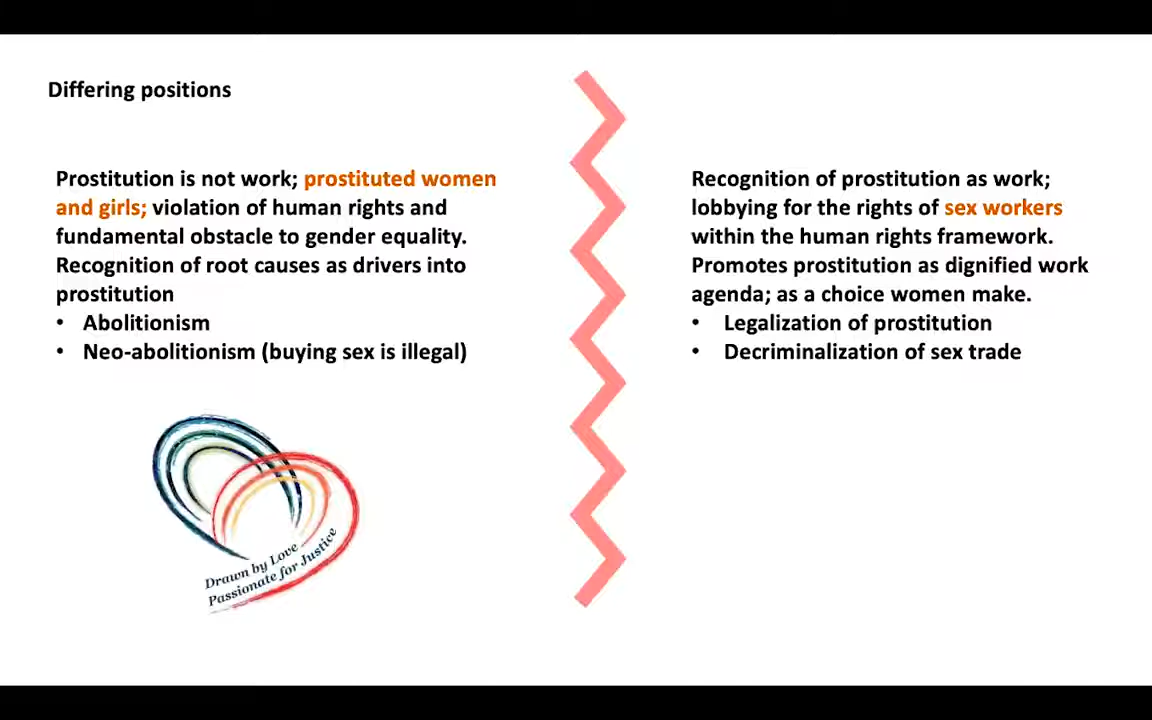 Differing positions
Prostitution is not work; prostituted women
and girls; violation of human rights and
fundamental obstacle to gender equality.
Recognition of root causes as drivers into
prostitution
• Abolitionism
• Neo-abolitionism (buying sex is illegal)
Drawn by Love
Passionate for Justice
Recognition of prostitution as work;
lobbying for the rights of sex workers
within the human rights framework.
Promotes prostitution as dignified work
agenda; as a choice women make.
• Legalization of prostitution
• Decriminalization of sex trade